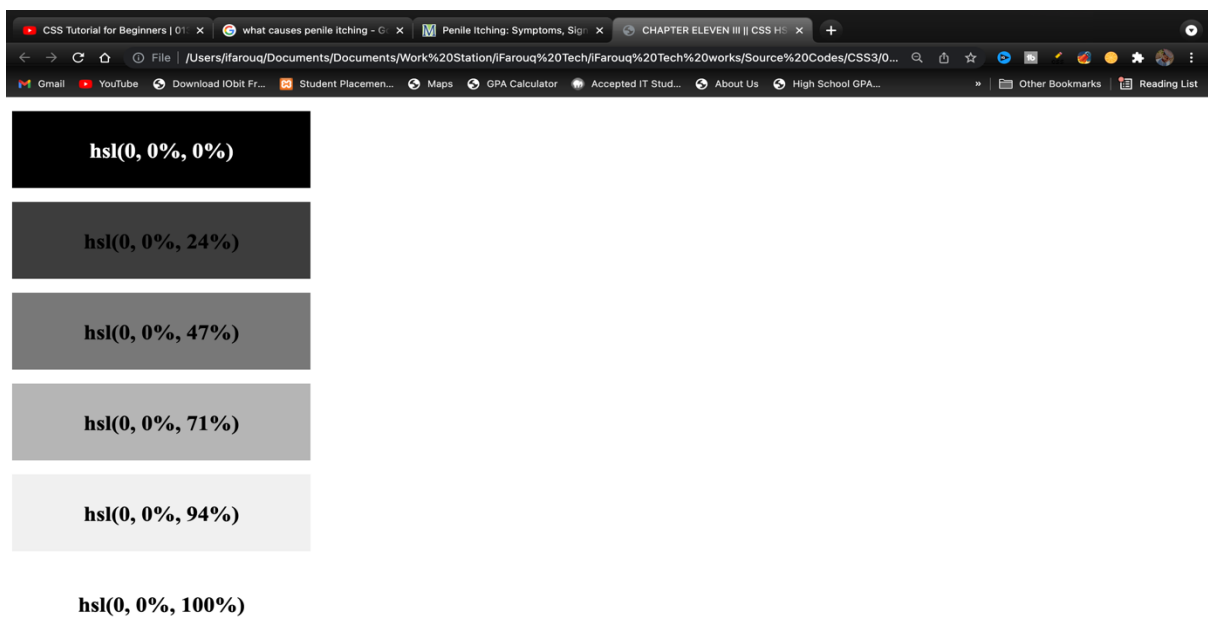 CSS Tutorial for Beginners | 01 what causes penile itching - G Penile Itching: Symptoms, Sign CHAPTER ELEVEN III || CSS HS
File | /Users/ifarouq/Documents/Documents/Work%20Station/iFarouq%20Tech/iFarouq%20Tech%20works/Source%20Codes/CSS3/0...
Gmail YouTube Download IObit Fr... Student Placemen... Maps GPA Calculator Accepted IT Stud... About Us High School GPA... » Other Bookmarks Reading List
hsl(0, 0%, 0%)
hsl(0, 0%, 24%)
hsl(0, 0%, 47%)
hsl(0, 0%, 71%)
hsl(0, 0%, 94%)
hsl(0, 0%, 100%)